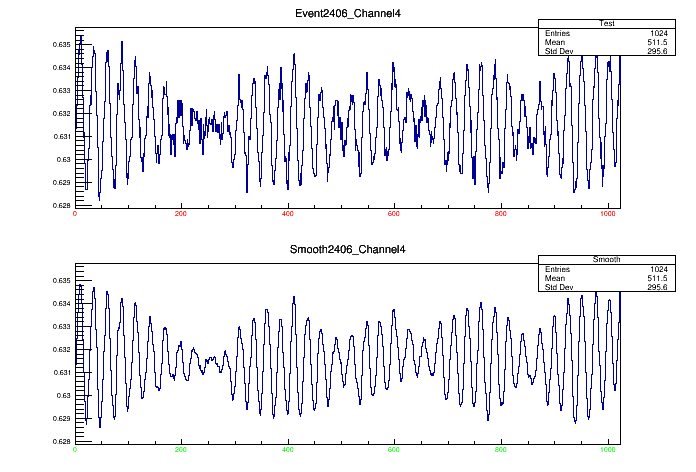 Event2406_Channel4
Test
Entries 1024
Mean 511.5
Std Dev 295.6
0.635
0.634
0.633
0.632
0.631
0.63
0.629
0.628
0 200 400 600 800 1000
Smooth2406_Channel4
Smooth
Entries 1024
Mean 511.5
Std Dev 295.6
0.635
0.634
0.633
0.632
0.631
0.63
0.629
0.628
0 200 400 600 800 1000